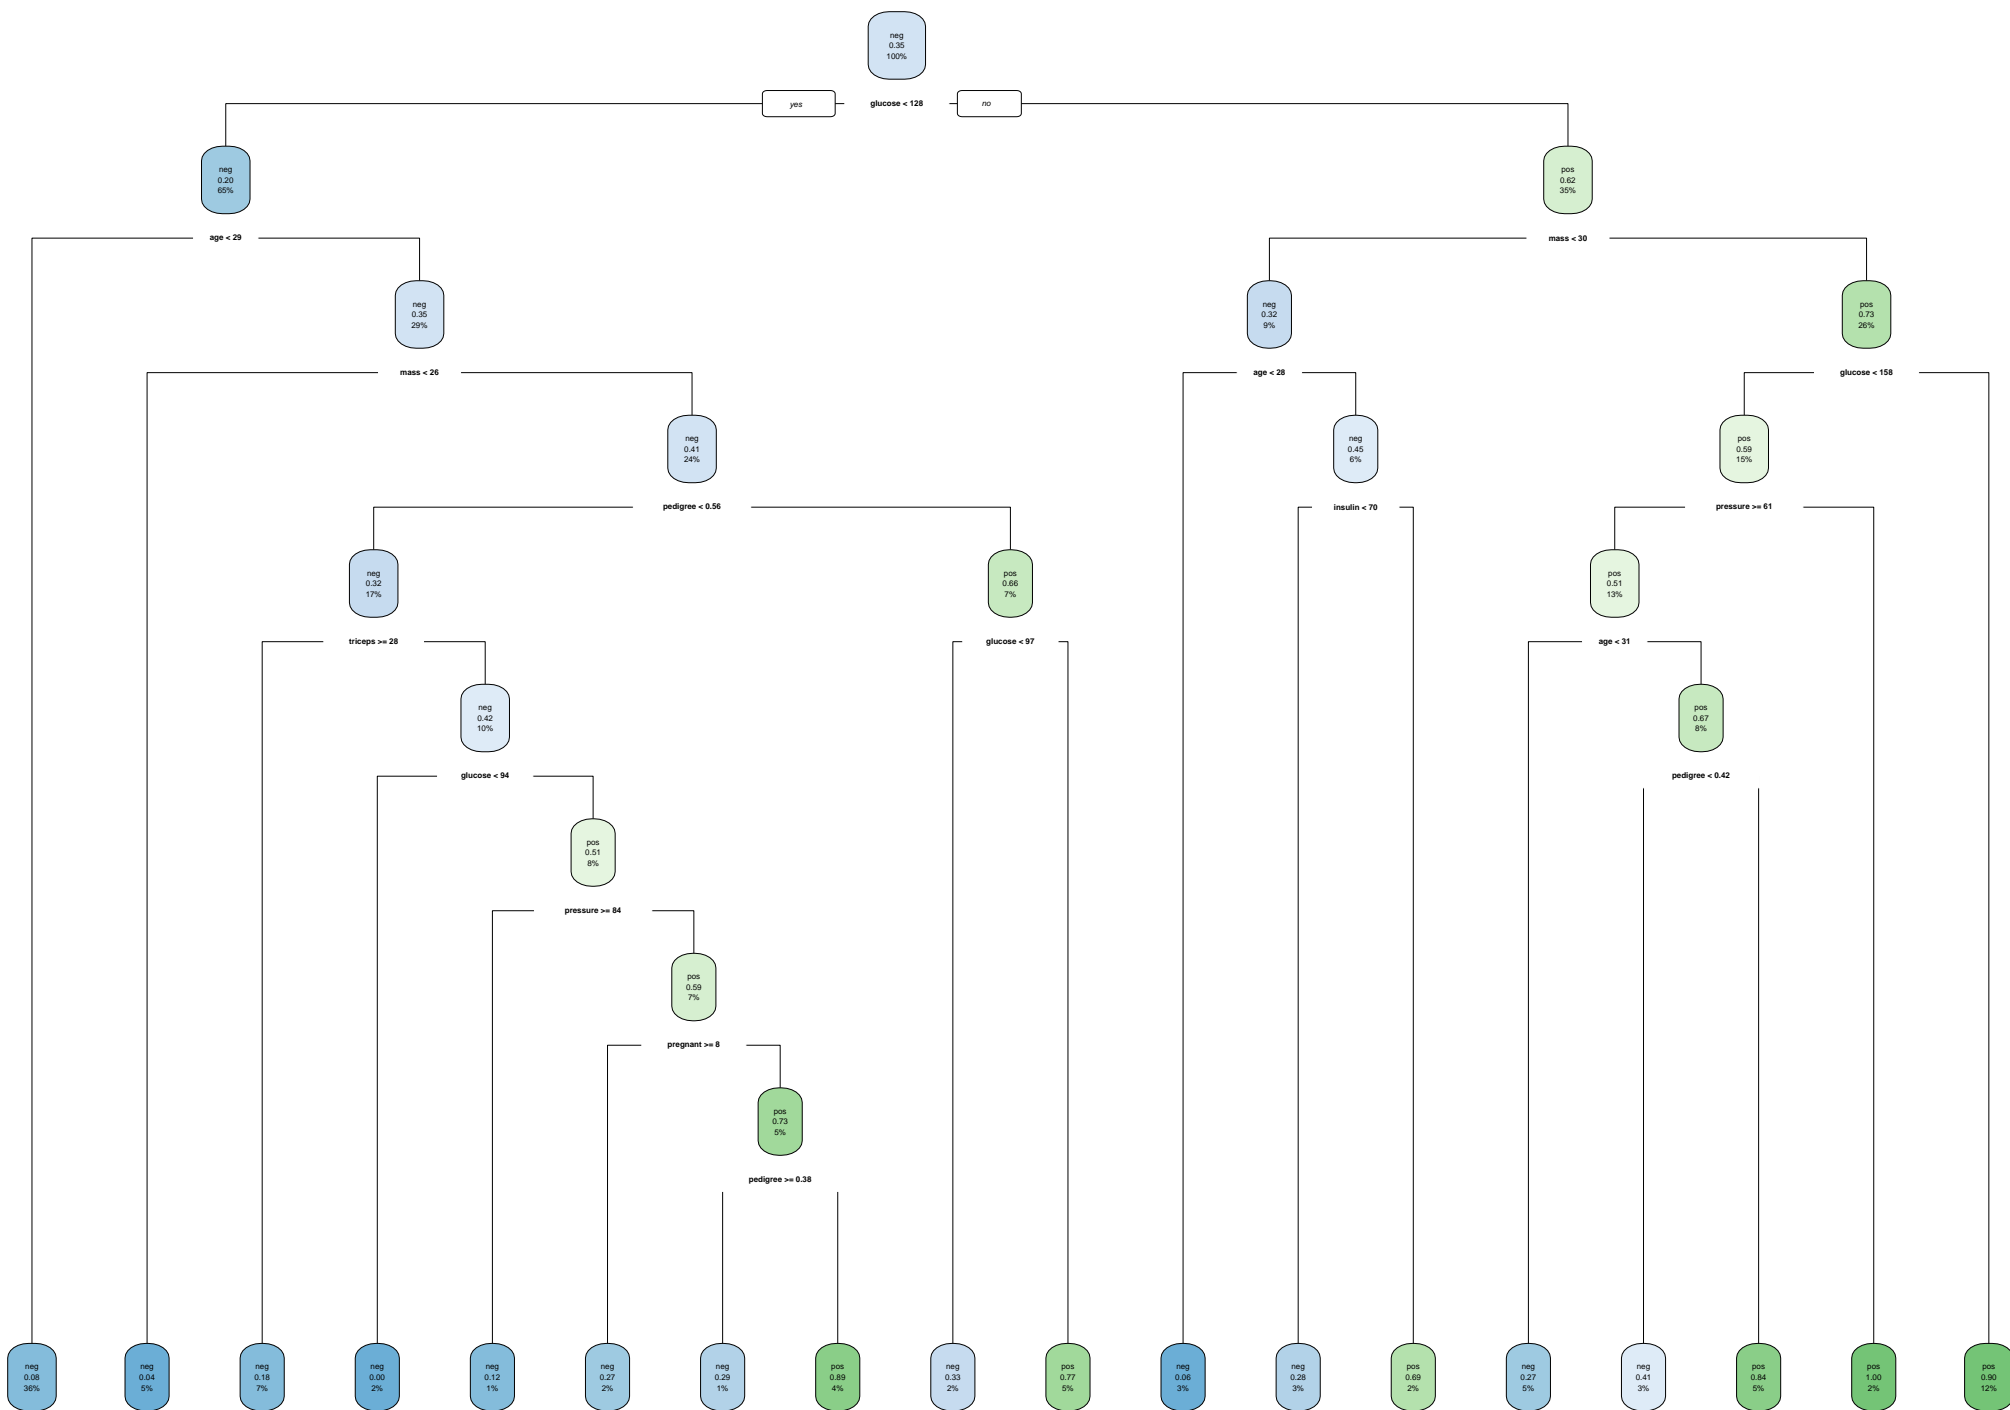 neg
0.35
100%
yes
glucose < 128
no
neg
0.20
65%
pos
0.62
35%
age < 29
mass < 30
neg
0.35
29%
neg
0.32
9%
pos
0.73
26%
mass < 26
age < 28
glucose < 158
neg
0.41
24%
neg
0.45
6%
pos
0.59
15%
pedigree < 0.56
insulin < 70
pressure >= 61
neg
0.32
17%
pos
0.66
7%
pos
0.51
13%
triceps >= 28
glucose < 97
age < 31
neg
0.42
10%
pos
0.67
8%
glucose < 94
pedigree < 0.42
pos
0.51
8%
pressure >= 84
pos
0.59
7%
pregnant >= 8
pos
0.73
5%
pedigree >= 0.38
neg
0.08
36%
neg
0.04
5%
neg
0.18
7%
neg
0.00
2%
neg
0.12
1%
neg
0.27
2%
neg
0.29
1%
pos
0.89
4%
neg
0.33
2%
pos
0.77
5%
neg
0.06
3%
neg
0.28
3%
pos
0.69
2%
neg
0.27
5%
neg
0.41
3%
pos
0.84
5%
pos
1.00
2%
pos
0.90
12%